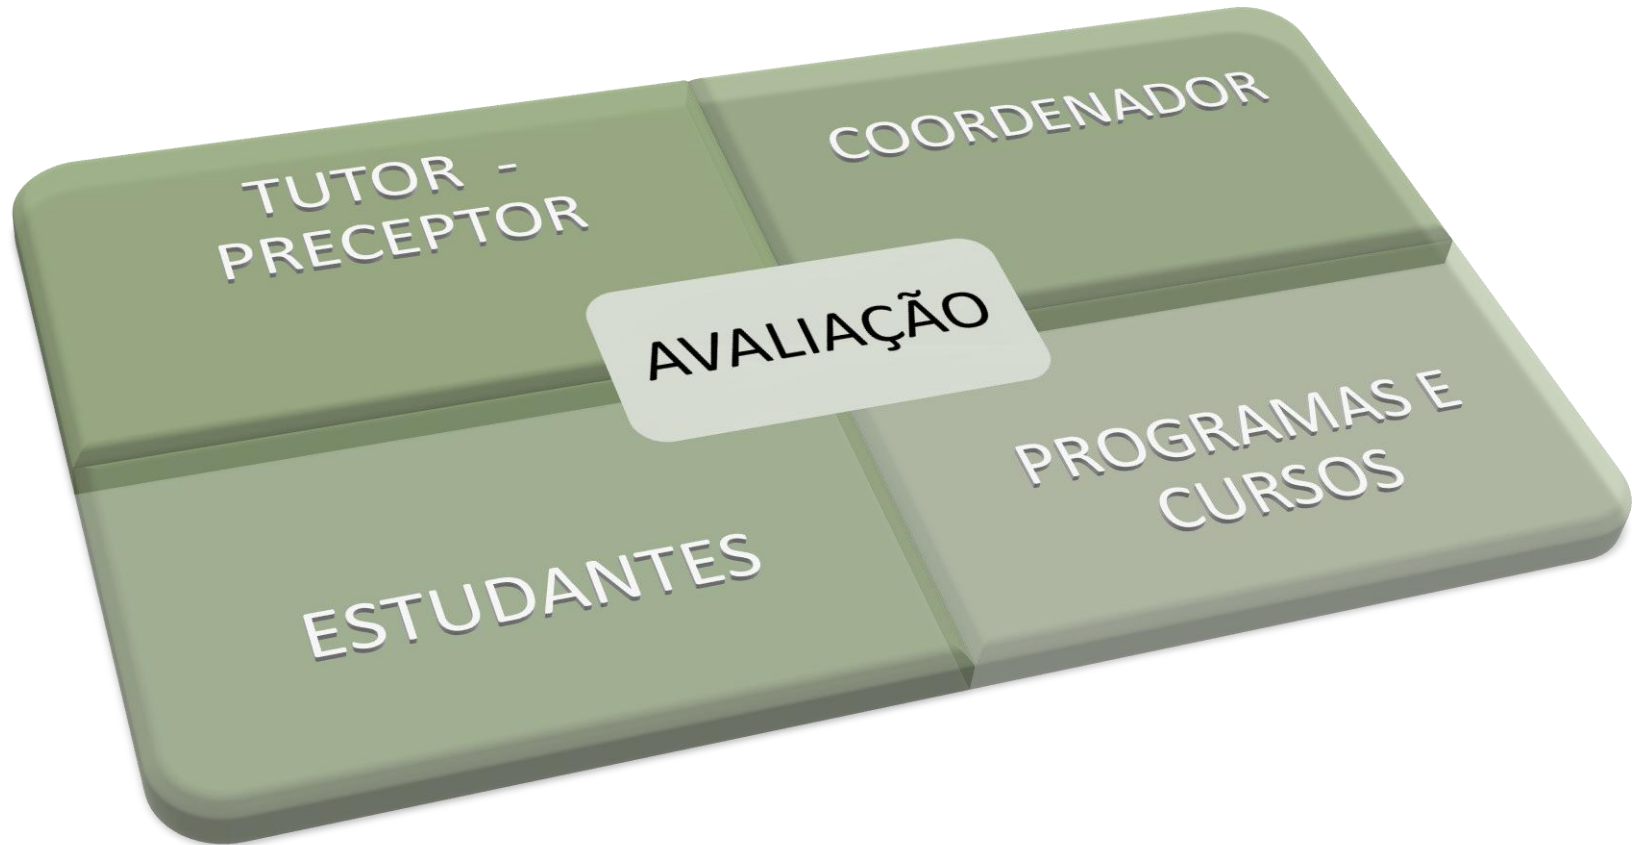 TUTOR -
PRECEPTOR
COORDENADOR
AVALIAÇÃO
ESTUDANTES
PROGRAMAS E
CURSOS